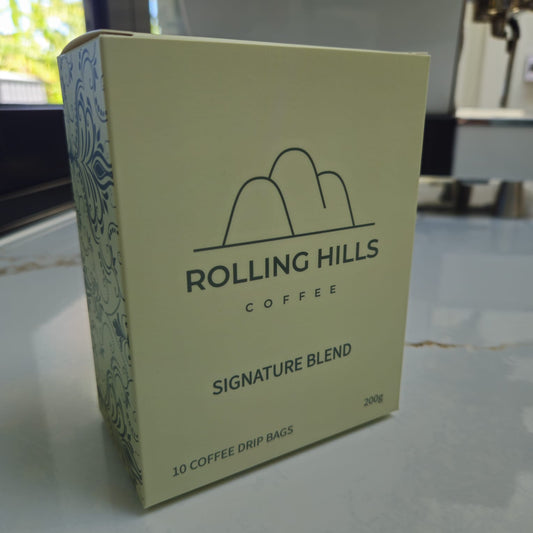 ROLLING HILLS
COFFEE
SIGNATURE BLEND
200g
10 COFFEE DRIP BAGS